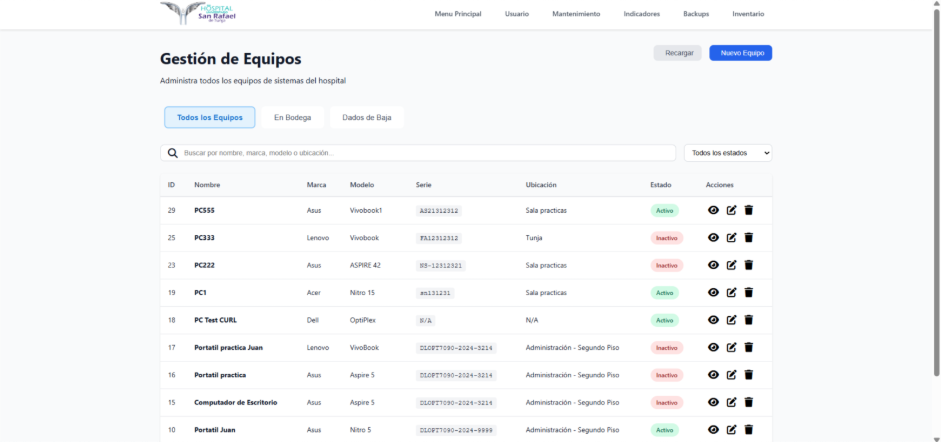 HOSPITAL
San Rafael
de Tunja
Menu Principal Usuario Mantenimiento Indicadores Backups Inventario
Gestión de Equipos
Recargar Nuevo Equipo
Administra todos los equipos de sistemas del hospital
Todos los Equipos En Bodega Dados de Baja
Buscar por nombre, marca, modelo o ubicación... Todos los estados
ID Nombre Marca Modelo Serie Ubicación Estado Acciones
29 PC555 Asus Vivobook1 AS21312312 Sala practicas Activo
25 PC333 Lenovo Vivobook FA12312312 Tunja Inactivo
23 PC222 Asus ASPIRE 42 NS-12312321 Sala practicas Inactivo
19 PC1 Acer Nitro 15 sn131231 Sala practicas Activo
18 PC Test CURL Dell OptiPlex N/A N/A Activo
17 Portatil practica Juan Lenovo VivoBook DLOPT7090-2024-3214 Administración - Segundo Piso Inactivo
16 Portatil practica Asus Aspire 5 DLOPT7090-2024-3214 Administración - Segundo Piso Inactivo
15 Computador de Escritorio Asus Aspire 5 DLOPT7090-2024-3214 Administración - Segundo Piso Inactivo
10 Portatil Juan Asus Nitro 5 DLOPT7090-2024-9999 Administración - Segundo Piso Activo